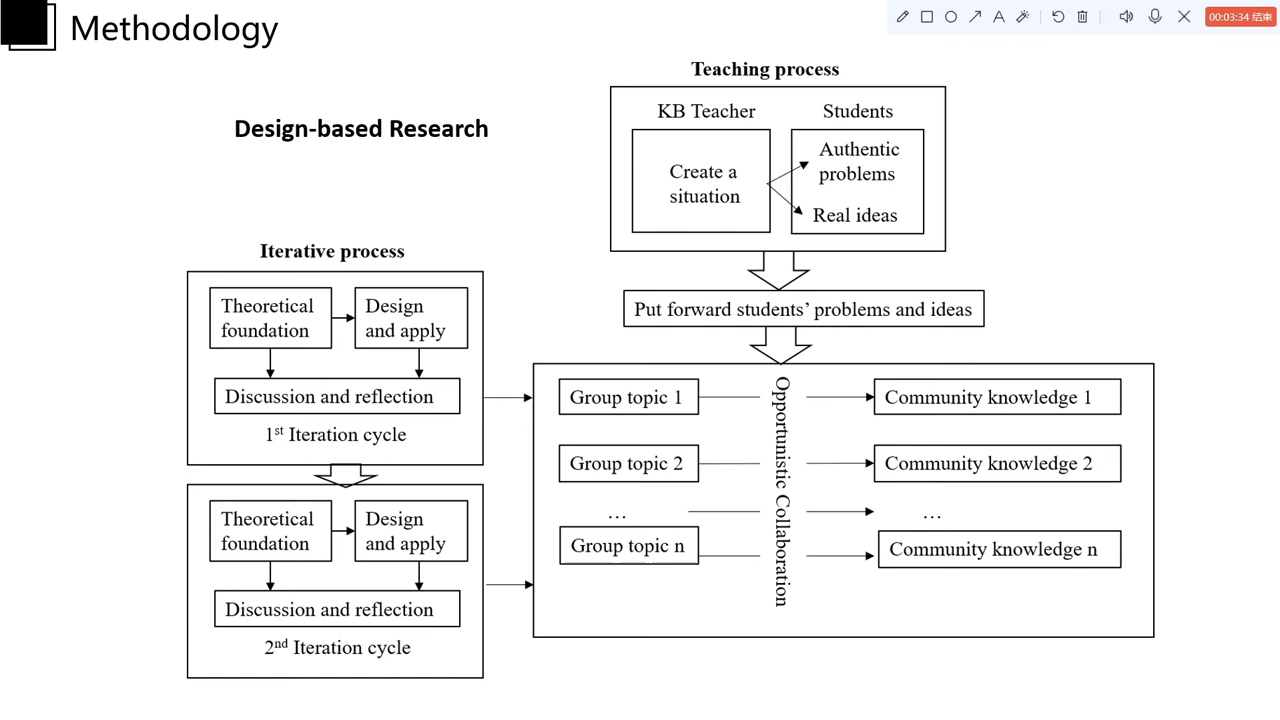 Methodology
00:03:34 结束
Teaching process
KB Teacher
Students
Design-based Research
Create a
situation
Authentic
problems
Real ideas
Iterative process
Theoretical
foundation
Design
and apply
Discussion and reflection
1st Iteration cycle
Theoretical
foundation
Design
and apply
Discussion and reflection
2nd Iteration cycle
Put forward students’ problems and ideas
Group topic 1
Group topic 2
…
Group topic n
Opportunistic Collaboration
Community knowledge 1
Community knowledge 2
…
Community knowledge n